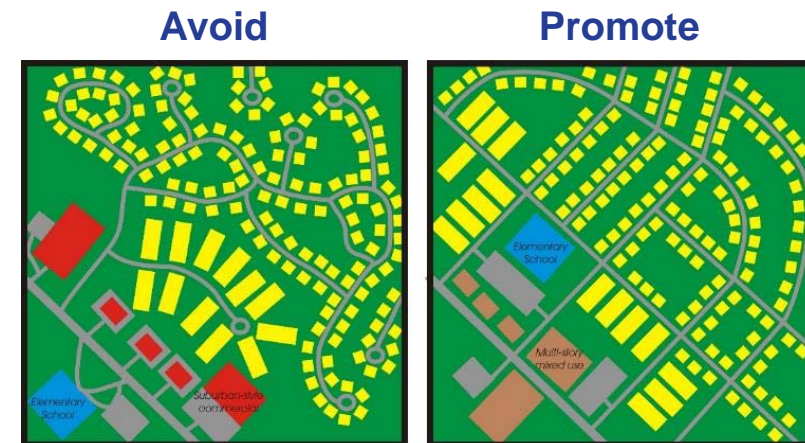 Avoid
Promote
Elementary
School
Suburban-style
commercial
Elementary
School
Multi-story
mixed use